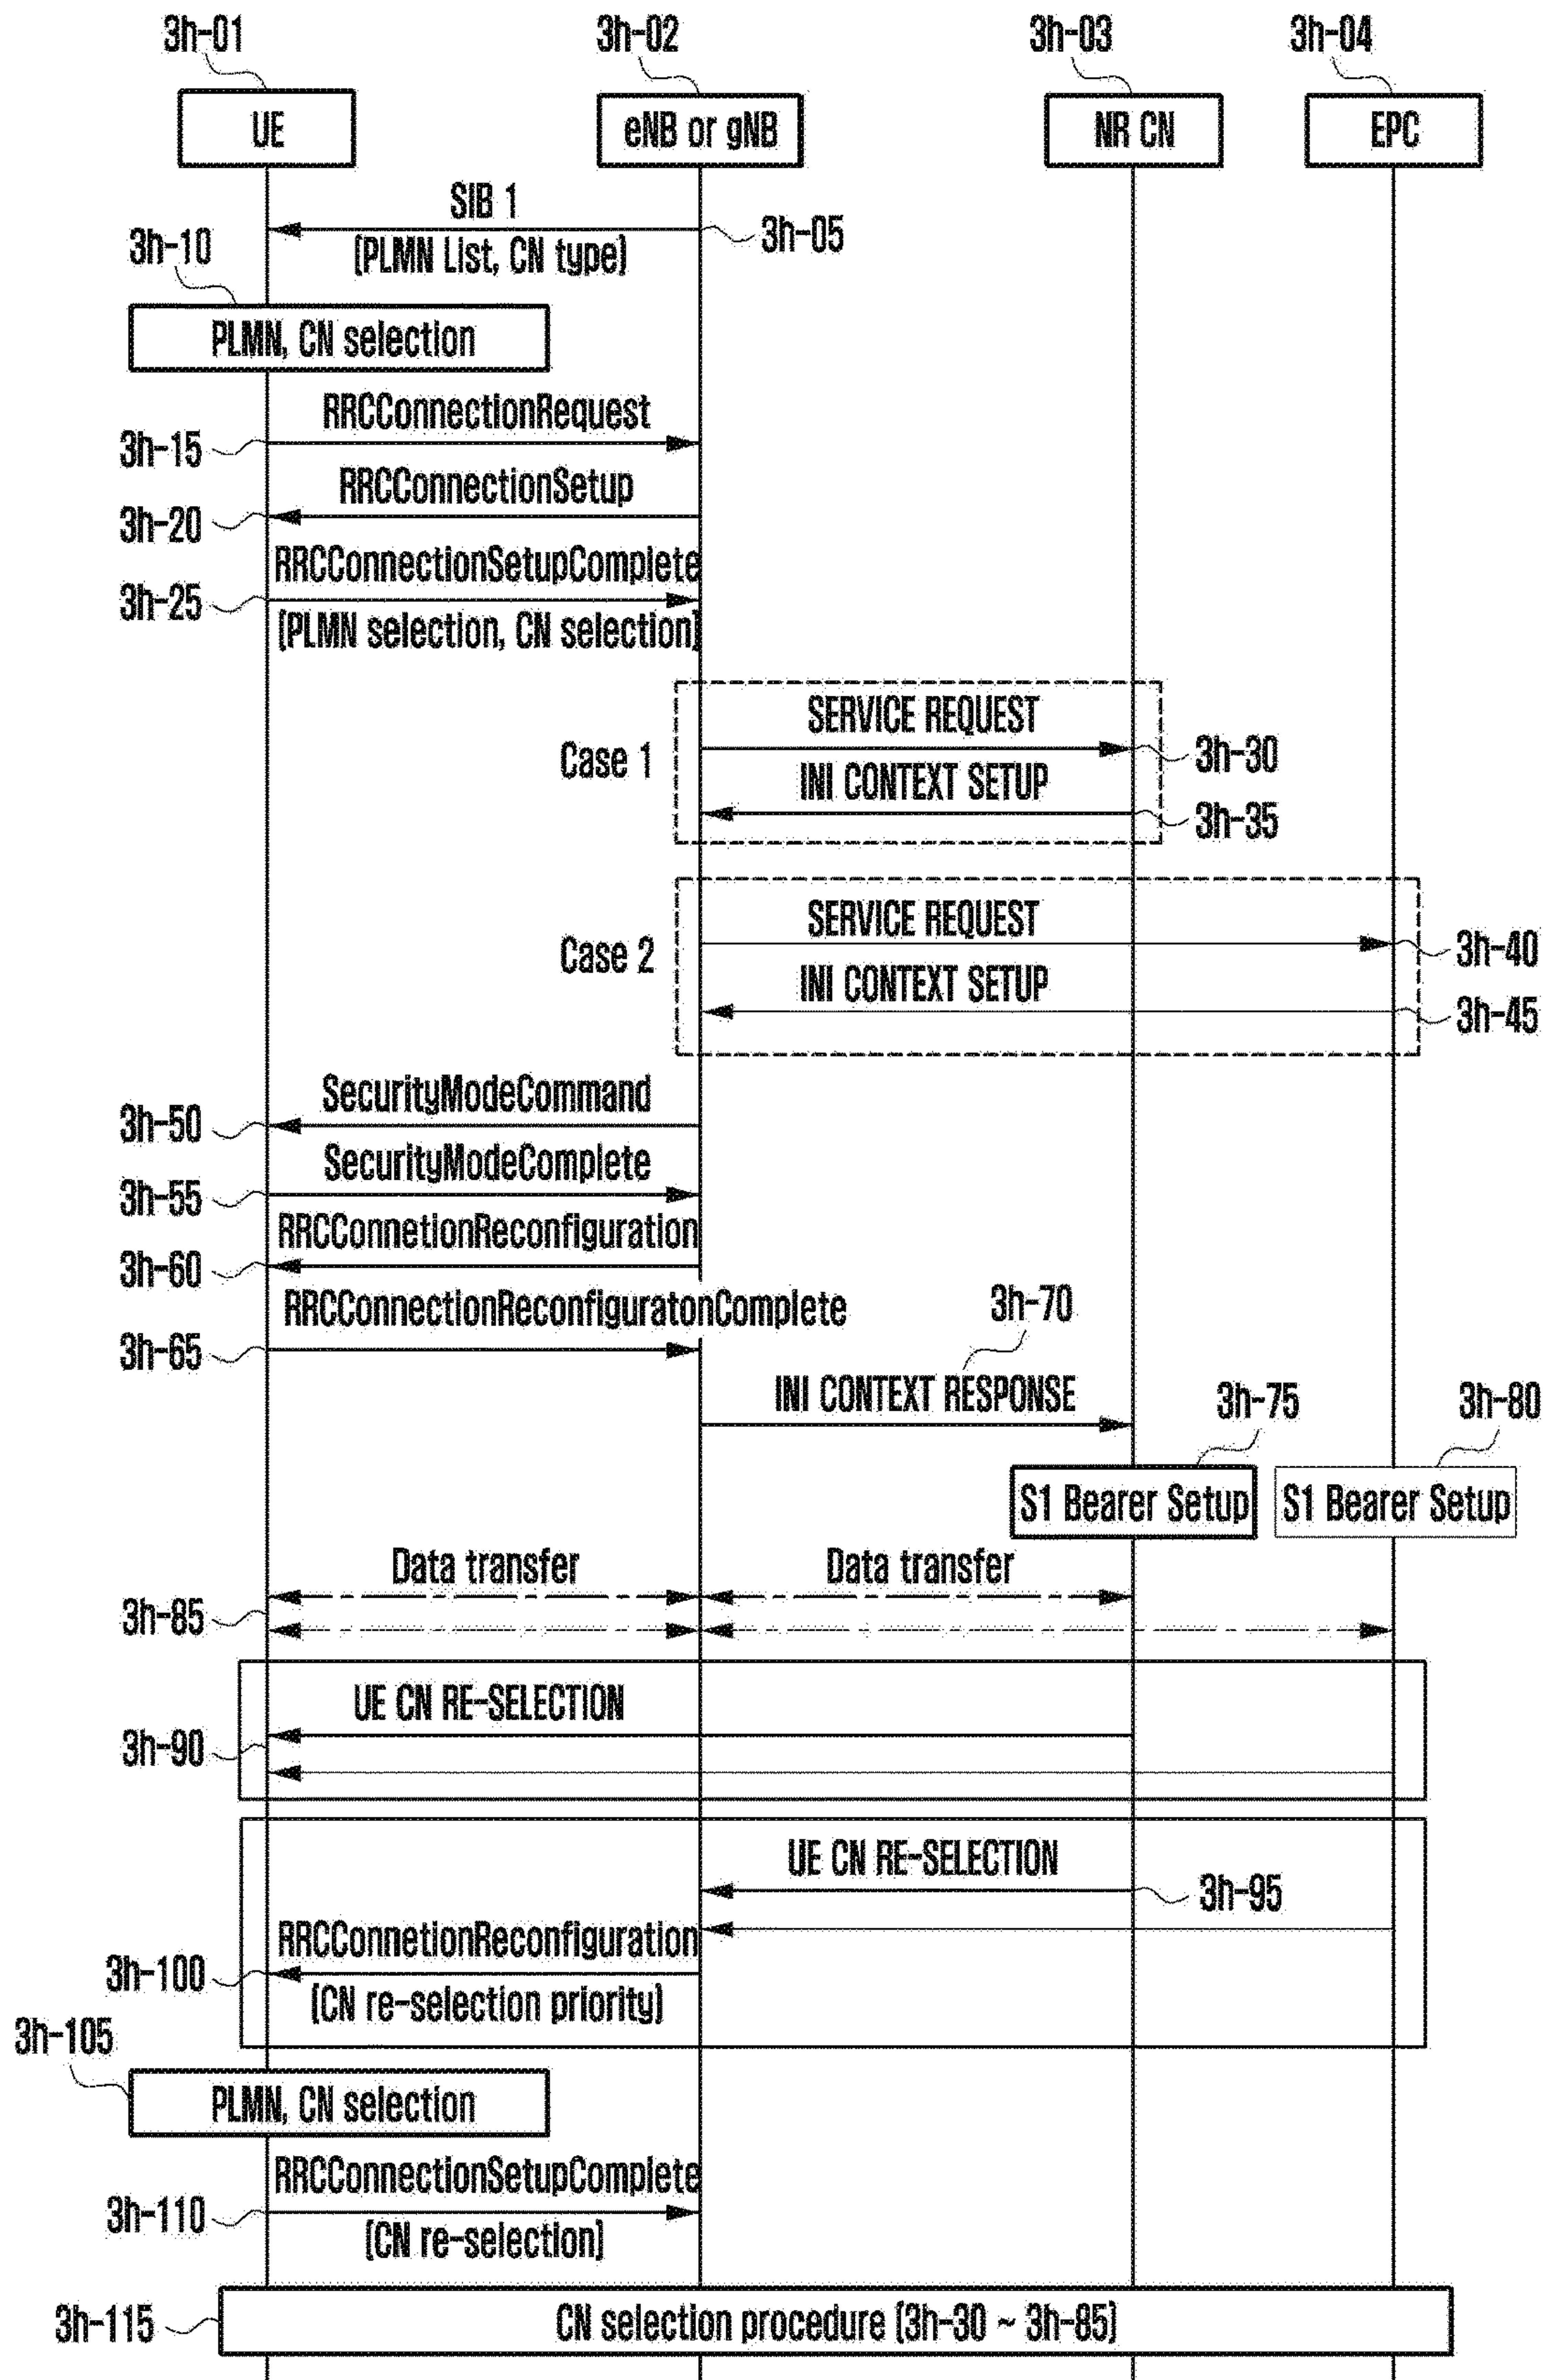 3h-01
3h-02
3h-03
3h-04
UE
eNB or gNB
NR CN
EPC
SIB 1
3h-05
(PLMN List, CN type)
3h-10
PLMN, CN selection
RRCConnectionRequest
3h-15
RRCConnectionSetup
3h-20
RRCConnectionSetupComplete
3h-25
(PLMN selection, CN selection)
SERVICE REQUEST
Case 1
3h-30
INI CONTEXT SETUP
3h-35
SERVICE REQUEST
Case 2
3h-40
INI CONTEXT SETUP
3h-45
SecurityModeCommand
3h-50
SecurityModeComplete
3h-55
RRCConnetionReconfiguration
3h-60
RRCConnectionReconfiguratonComplete
3h-70
3h-65
INI CONTEXT RESPONSE
3h-75
3h-80
S1 Bearer Setup
S1 Bearer Setup
Data transfer
Data transfer
3h-85
UE CN RE-SELECTION
3h-90
UE CN RE-SELECTION
3h-95
RRCConnetionReconfiguration
3h-100
(CN re-selection priority)
3h-105
PLMN, CN selection
RRCConnectionSetupComplete
3h-110
(CN re-selection)
3h-115
CN selection procedure (3h-30 ~ 3h-85)